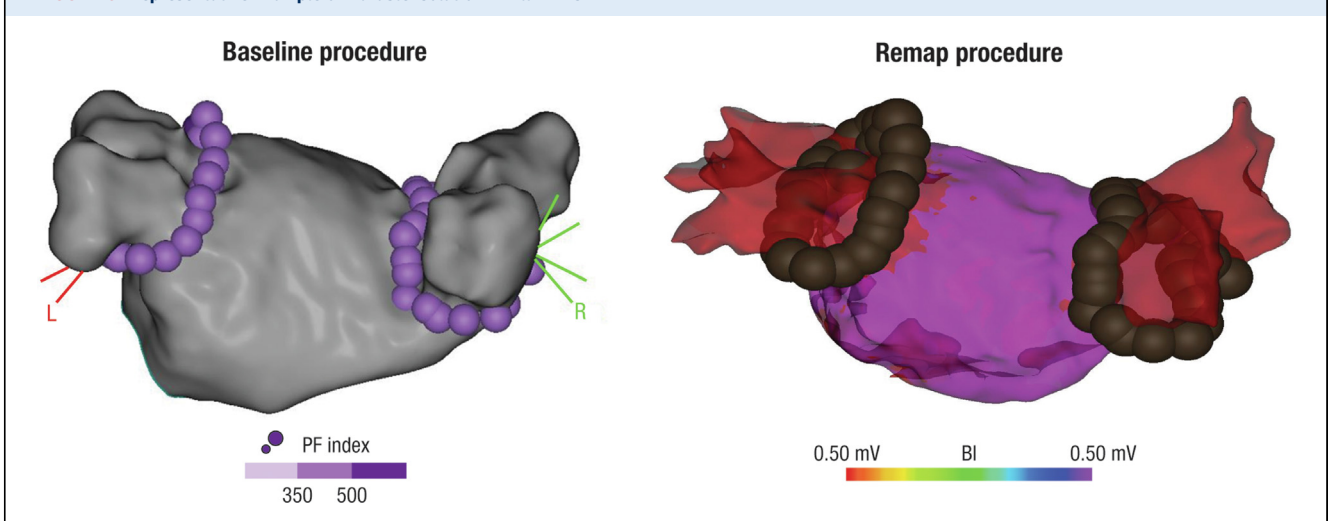 Baseline procedure
Remap procedure
L
R
PF index
350 500
0.50 mV BI 0.50 mV